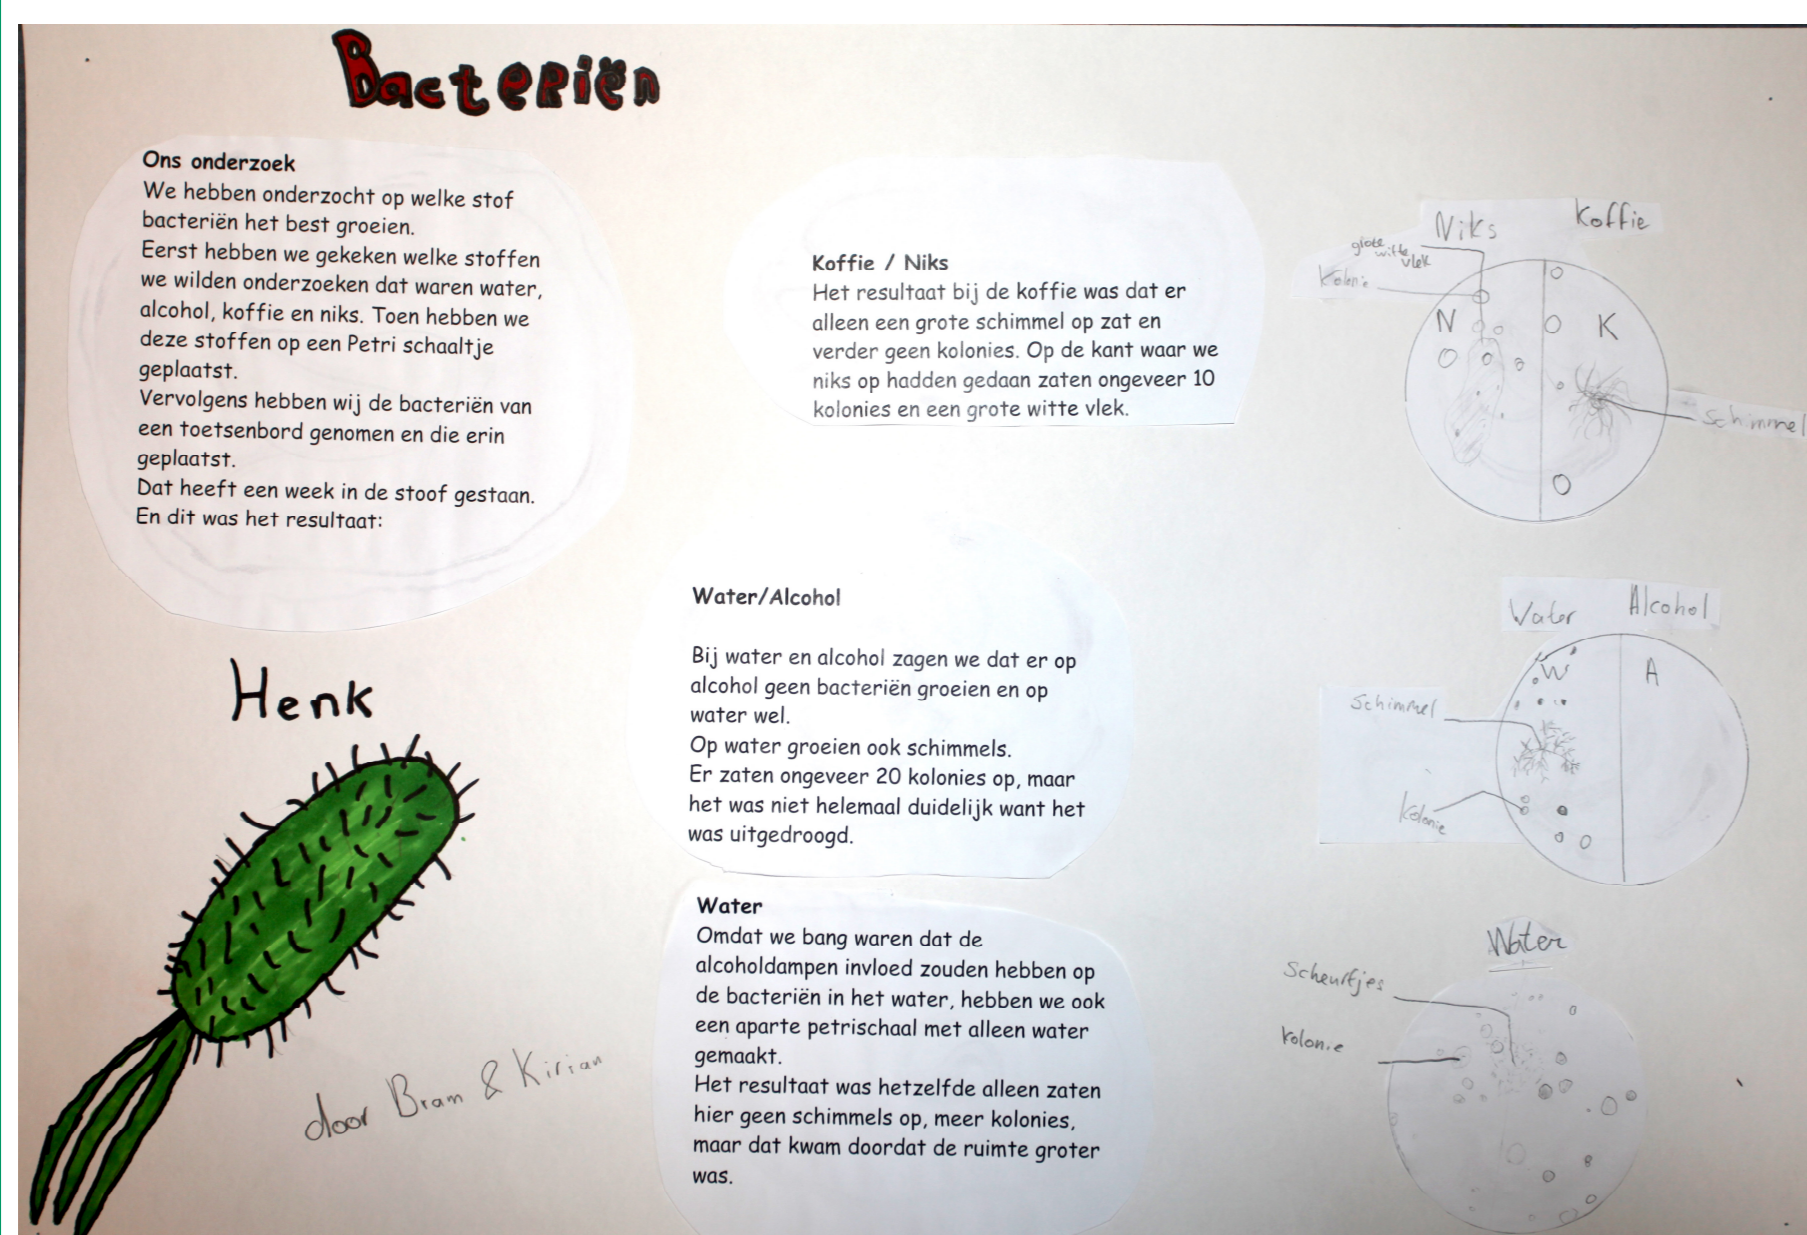 Bacteriën
Ons onderzoek
We hebben onderzocht op welke stof
bacteriën het best groeien.
Eerst hebben we gekeken welke stoffen
we wilden onderzoeken dat waren water,
alcohol, koffie en niks. Toen hebben we
deze stoffen op een Petri schaaltje
geplaatst.
Vervolgens hebben wij de bacteriën van
een toetsenbord genomen en die erin
geplaatst.
Dat heeft een week in de stoof gestaan.
En dit was het resultaat:
Henk
door Bram & Kirian
Koffie / Niks
Het resultaat bij de koffie was dat er
alleen een grote schimmel op zat en
verder geen kolonies. Op de kant waar we
niks op hadden gedaan zaten ongeveer 10
kolonies en een grote witte vlek.
Water/Alcohol
Bij water en alcohol zagen we dat er op
alcohol geen bacteriën groeien en op
water wel.
Op water groeien ook schimmels.
Er zaten ongeveer 20 kolonies op, maar
het was niet helemaal duidelijk want het
was uitgedroogd.
Water
Omdat we bang waren dat de
alcoholdampen invloed zouden hebben op
de bacteriën in het water, hebben we ook
een aparte petrischaal met alleen water
gemaakt.
Het resultaat was hetzelfde alleen zaten
hier geen schimmels op, meer kolonies,
maar dat kwam doordat de ruimte groter
was.
Niks Koffie
grote
witte
vlek
Kolonie
N K
Schimmel
Water Alcohol
W A
Schimmel
Kolonie
Water
Scheurtjes
Kolonie